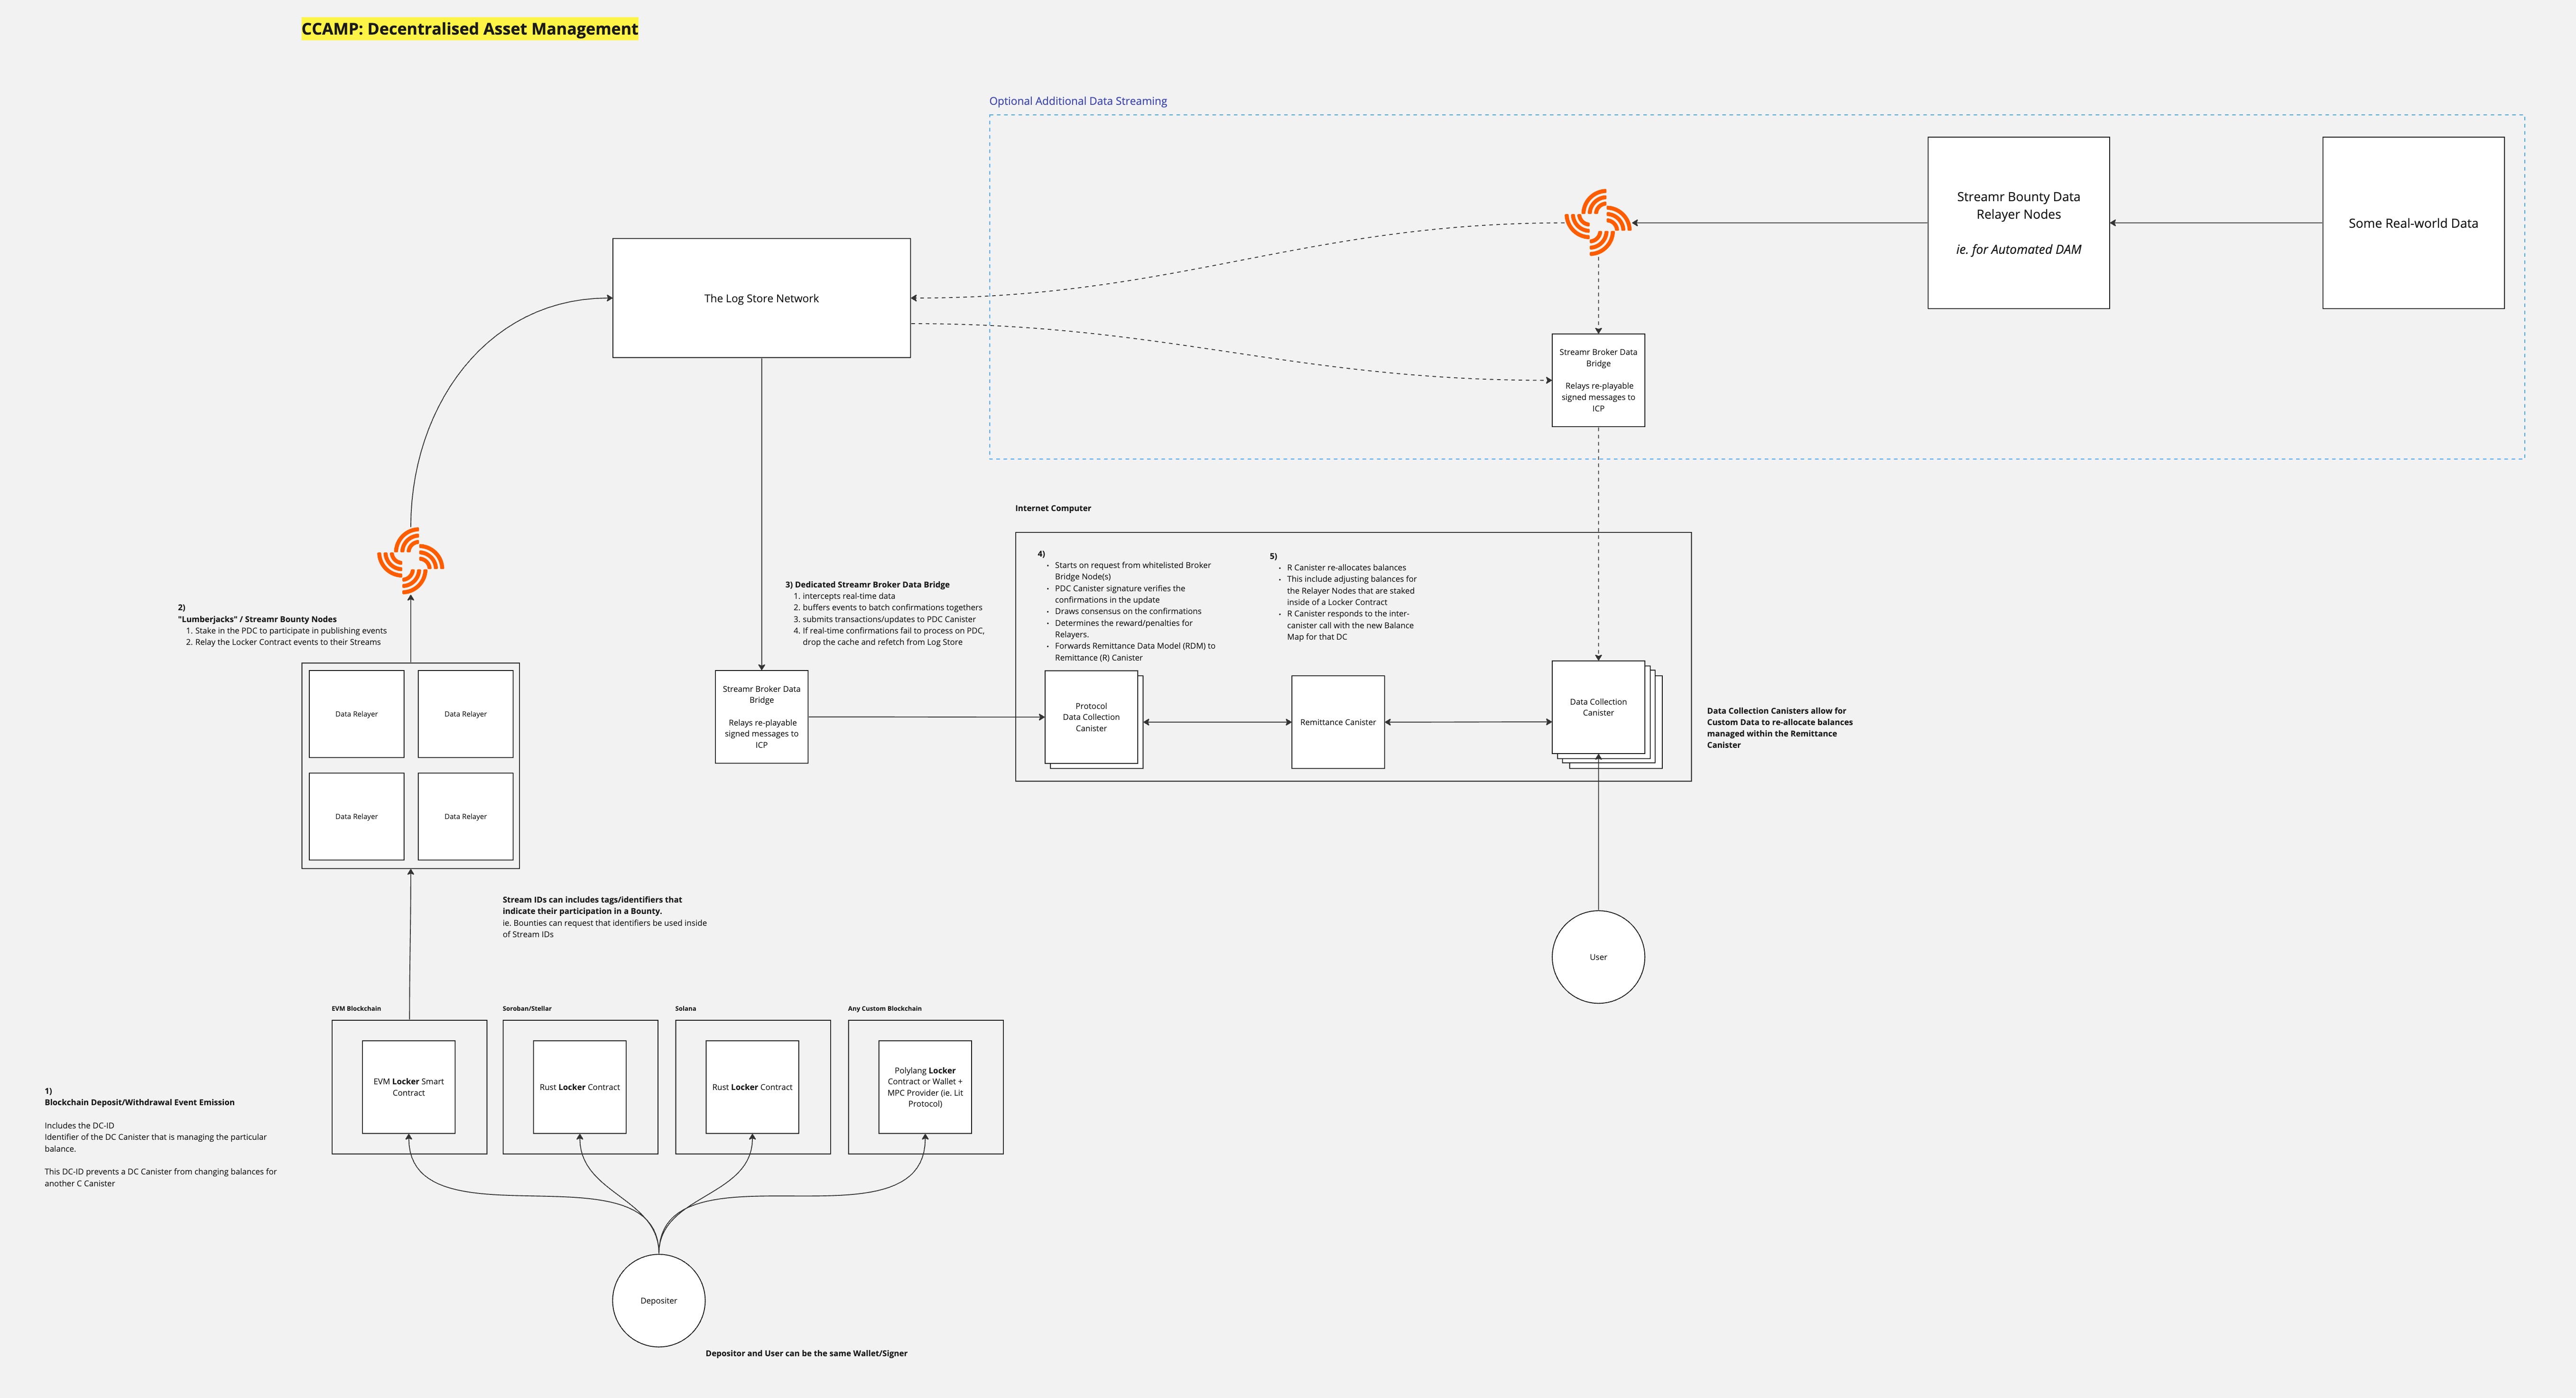 CCAMP: Decentralised Asset Management
Optional Additional Data Streaming
Streamr Bounty Data
Relayer Nodes
ie. for Automated DAM
Some Real-world Data
The Log Store Network
Streamr Broker Data
Bridge
Relays re-playable
signed messages to
ICP
Internet Computer
4)
• Starts on request from whitelisted Broker
Bridge Node(s)
• PDC Canister signature verifies the
confirmations in the update
• Draws consensus on the confirmations
• Determines the reward/penalties for
Relayers.
• Forwards Remittance Data Model (RDM) to
Remittance (R) Canister
5)
• R Canister re-allocates balances
• This include adjusting balances for
the Relayer Nodes that are staked
inside of a Locker Contract
• R Canister responds to the inter-
canister call with the new Balance
Map for that DC
3) Dedicated Streamr Broker Data Bridge
1. intercepts real-time data
2. buffers events to batch confirmations togethers
3. submits transactions/updates to PDC Canister
4. If real-time confirmations fail to process on PDC,
drop the cache and refetch from Log Store
2)
"Lumberjacks" / Streamr Bounty Nodes
1. Stake in the PDC to participate in publishing events
2. Relay the Locker Contract events to their Streams
Data Relayer
Data Relayer
Data Relayer
Data Relayer
Streamr Broker Data
Bridge
Relays re-playable
signed messages to
ICP
Protocol
Data Collection
Canister
Remittance Canister
Data Collection
Canister
Data Collection Canisters allow for
Custom Data to re-allocate balances
managed within the Remittance
Canister
Stream IDs can includes tags/identifiers that
indicate their participation in a Bounty.
ie. Bounties can request that identifiers be used inside
of Stream IDs
User
EVM Blockchain
Soroban/Stellar
Solana
Any Custom Blockchain
EVM Locker Smart
Contract
Rust Locker Contract
Rust Locker Contract
Polylang Locker
Contract or Wallet +
MPC Provider (ie. Lit
Protocol)
1)
Blockchain Deposit/Withdrawal Event Emission
Includes the DC-ID
Identifier of the DC Canister that is managing the particular
balance.
This DC-ID prevents a DC Canister from changing balances for
another C Canister
Depositer
Depositor and User can be the same Wallet/Signer